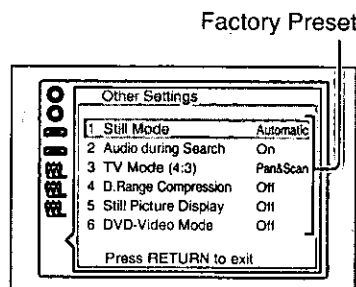 Factory Preset
Other Settings
1 Still Mode Automatic
2 Audio during Search On
3 TV Mode (4:3) Pan&Scan
4 D.Range Compression Off
5 Still Picture Display Off
6 DVD-Video Mode Off
Press RETURN to exit